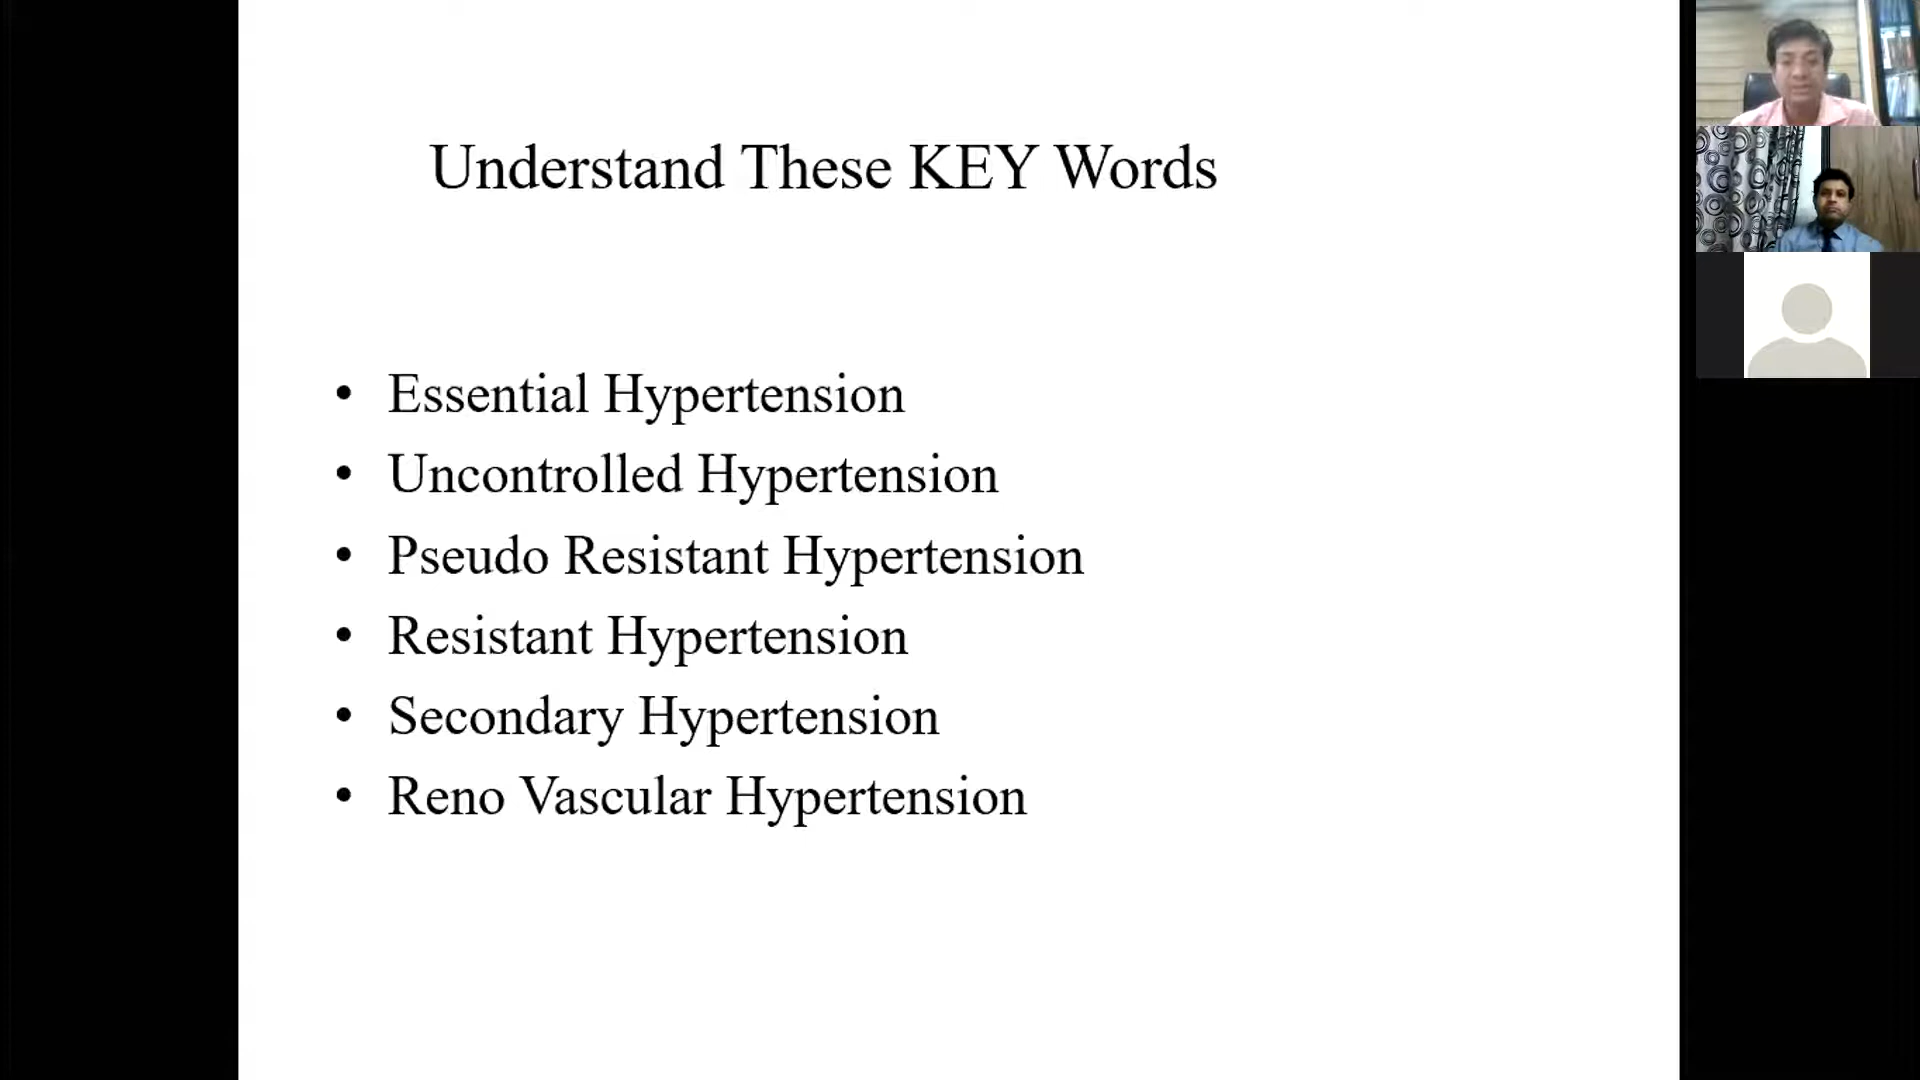 Understand These KEY Words
• Essential Hypertension
• Uncontrolled Hypertension
• Pseudo Resistant Hypertension
• Resistant Hypertension
• Secondary Hypertension
• Reno Vascular Hypertension